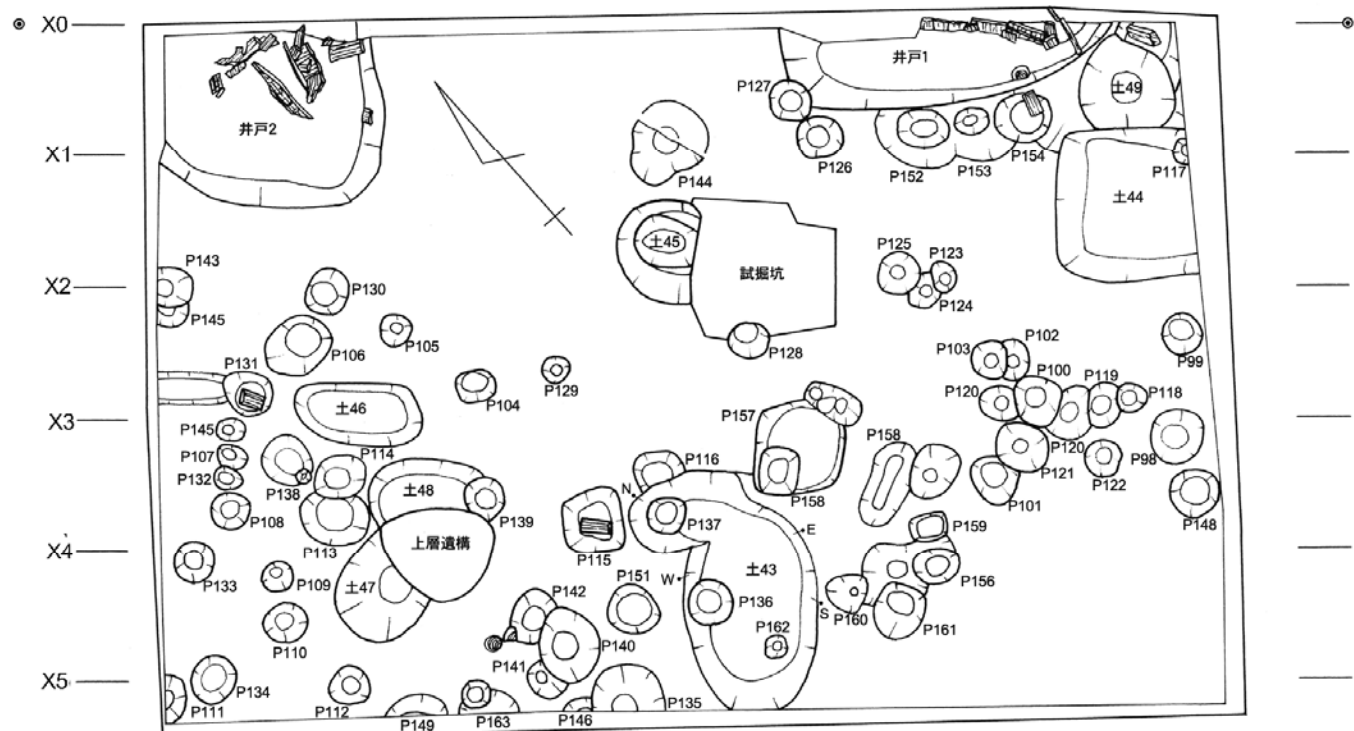 X0
井戸1
P127
土49
井戸2
X1
P144
P126
P152
P153
P154
P117
土44
土45
P125
P123
P143
試掘坑
X2
P130
P124
P145
P105
P106
P128
P103
P102
P99
P131
P129
P100
P119
P118
P104
P120
土46
P157
X3
P145
P158
P120
P107
P114
P116
P121
P98
P132
P138
土48
N
P158
P122
P101
P108
P139
P137
P148
P113
上層遺構
E
P159
X4
P115
土43
P133
P109
土47
W
P156
P142
P151
P136
S
P160
P161
P110
P140
P162
P141
X5
P134
P135
P111
P112
P149
P163
P146